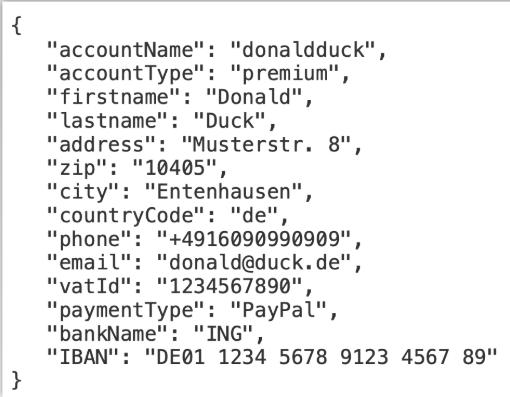 {
"accountName": "donaldduck",
"accountType": "premium",
"firstname": "Donald",
"lastname": "Duck",
"address": "Musterstr. 8",
"zip": "10405",
"city": "Entenhausen",
"countryCode": "de",
"phone": "+4916090990909",
"email": "donald@duck.de",
"vatId": "1234567890",
"paymentType": "PayPal",
"bankName": "ING",
"IBAN": "DE01 1234 5678 9123 4567 89"
}